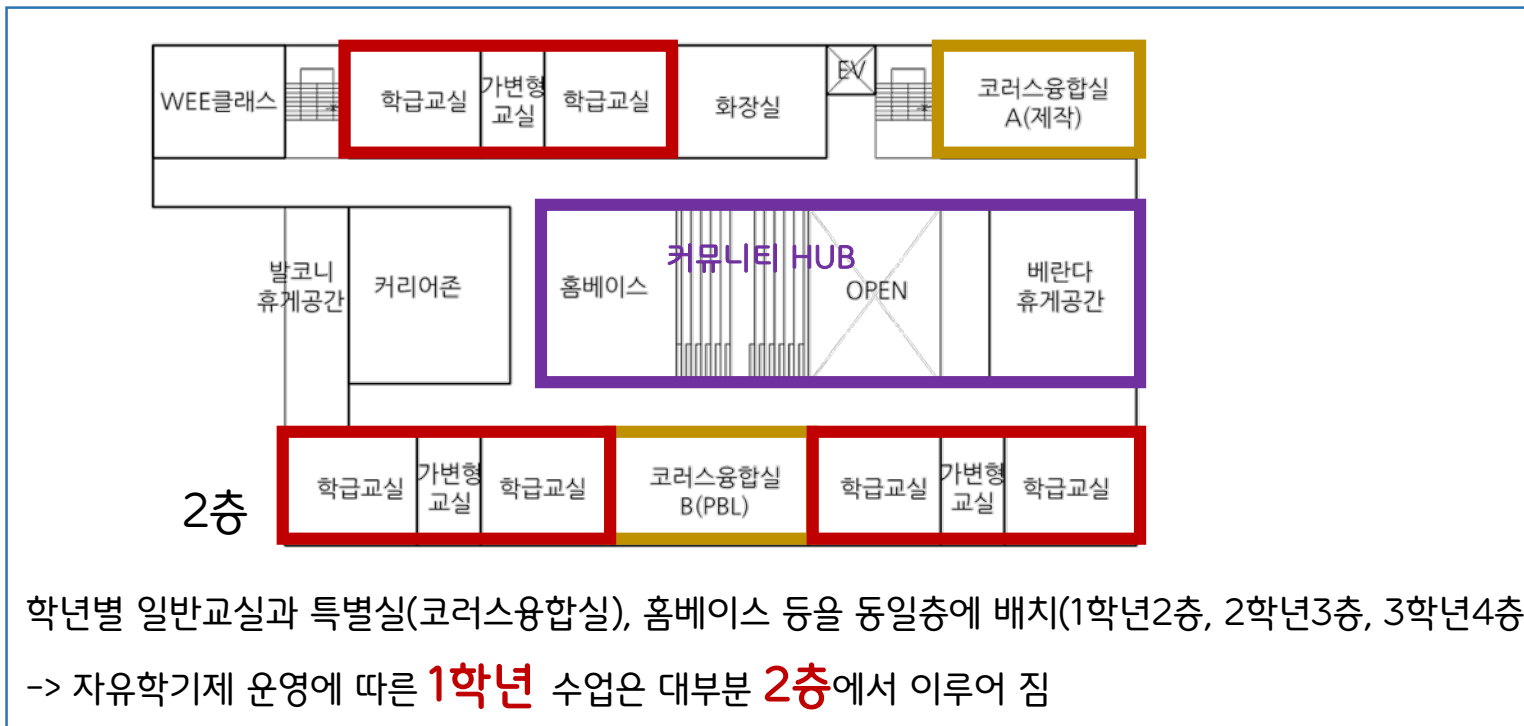 WEE클래스
학급교실
가변형
교실
학급교실
화장실
EV
코러스융합실
A(제작)
발코니
휴게공간
커리어존
홈베이스
커뮤니티 HUB
OPEN
베란다
휴게공간
2층
학급교실
가변형
교실
학급교실
코러스융합실
B(PBL)
학급교실
가변형
교실
학급교실
학년별 일반교실과 특별실(코러스융합실), 홈베이스 등을 동일층에 배치(1학년2층, 2학년3층, 3학년4층
-> 자유학기제 운영에 따른 1학년 수업은 대부분 2층에서 이루어 짐